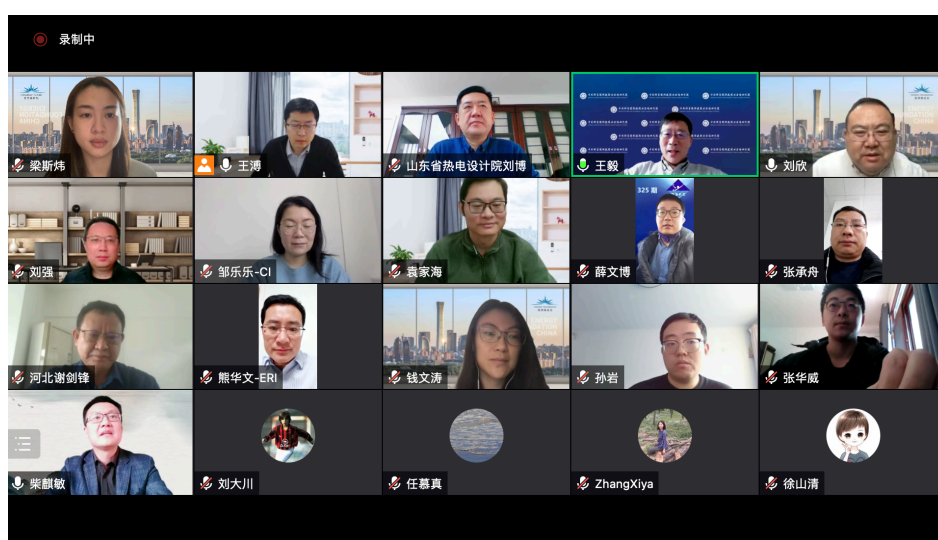 录制中
梁斯炜
王溥
山东省热电设计院刘博
王毅
刘欣
刘强
邹乐乐-CI
袁家海
325 期
薛文博
张承舟
河北谢剑锋
熊华文-ERI
钱文涛
孙岩
张华威
柴麒敏
刘大川
任慕真
ZhangXiya
徐山清